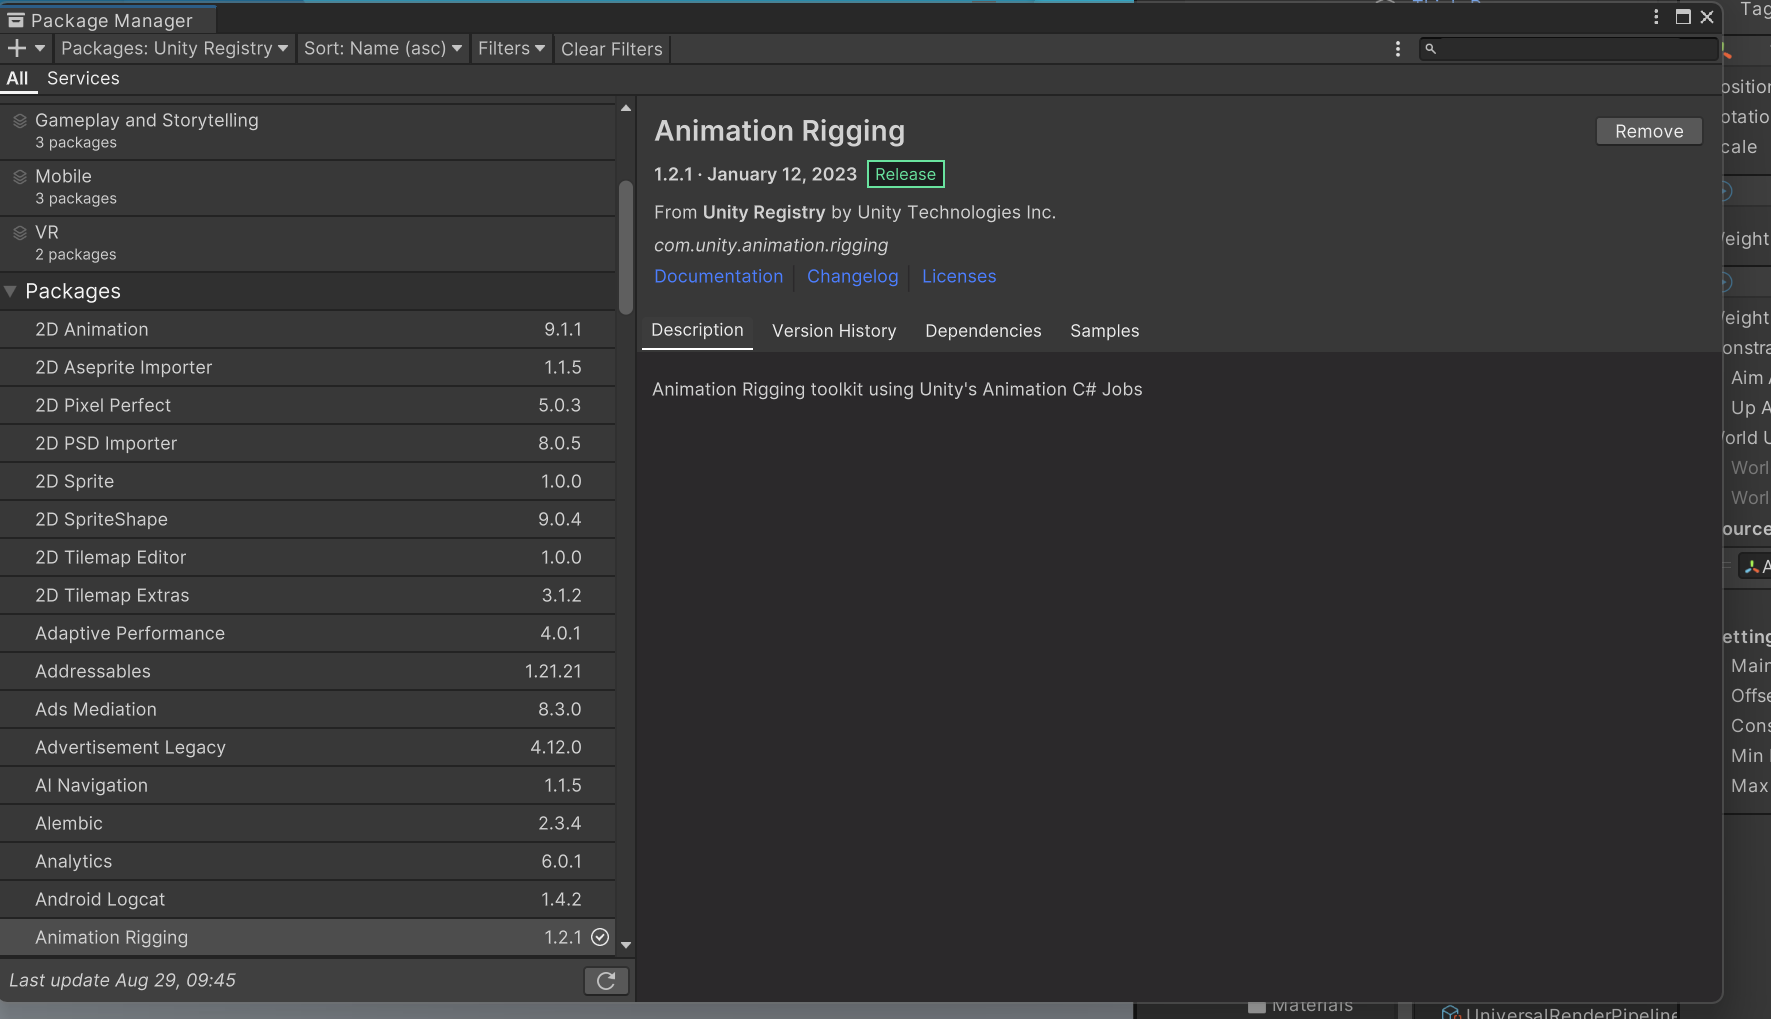 Package Manager
Packages: Unity Registry
Sort: Name (asc)
Filters
Clear Filters
All
Services
Gameplay and Storytelling
3 packages
Mobile
3 packages
VR
2 packages
Packages
2D Animation 9.1.1
2D Aseprite Importer 1.1.5
2D Pixel Perfect 5.0.3
2D PSD Importer 8.0.5
2D Sprite 1.0.0
2D SpriteShape 9.0.4
2D Tilemap Editor 1.0.0
2D Tilemap Extras 3.1.2
Adaptive Performance 4.0.1
Addressables 1.21.21
Ads Mediation 8.3.0
Advertisement Legacy 4.12.0
AI Navigation 1.1.5
Alembic 2.3.4
Analytics 6.0.1
Android Logcat 1.4.2
Animation Rigging 1.2.1
Last update Aug 29, 09:45
Animation Rigging
Remove
1.2.1 · January 12, 2023 Release
From Unity Registry by Unity Technologies Inc.
com.unity.animation.rigging
Documentation
Changelog
Licenses
Description
Version History
Dependencies
Samples
Animation Rigging toolkit using Unity's Animation C# Jobs
Tag
ositio
otatio
cale
eight
eight
onstra
Aim
Up A
orld U
Worl
Worl
ource
A
etting
Main
Offse
Cons
Min
Max
Materials
UniversalRenderPipeline